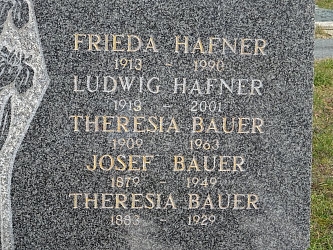 FRIEDA HAFNER
1913 - 1990
LUDWIG HAFNER
1913 - 2001
THERESIA BAUER
1909 - 1963
JOSEF BAUER
1879 - 1949
THERESIA BAUER
1883 - 1929